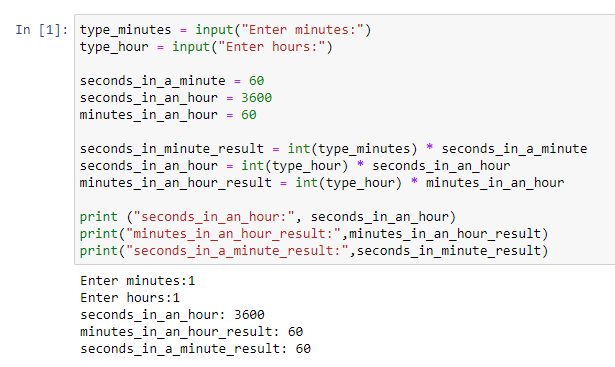 In [1]: type_minutes = input("Enter minutes:")
type_hour = input("Enter hours:")
seconds_in_a_minute = 60
seconds_in_an_hour = 3600
minutes_in_an_hour = 60
seconds_in_minute_result = int(type_minutes) * seconds_in_a_minute
seconds_in_an_hour = int(type_hour) * seconds_in_an_hour
minutes_in_an_hour_result = int(type_hour) * minutes_in_an_hour
print ("seconds_in_an_hour:", seconds_in_an_hour)
print("minutes_in_an_hour_result:",minutes_in_an_hour_result)
print("seconds_in_a_minute_result:",seconds_in_minute_result)
Enter minutes:1
Enter hours:1
seconds_in_an_hour: 3600
minutes_in_an_hour_result: 60
seconds_in_a_minute_result: 60